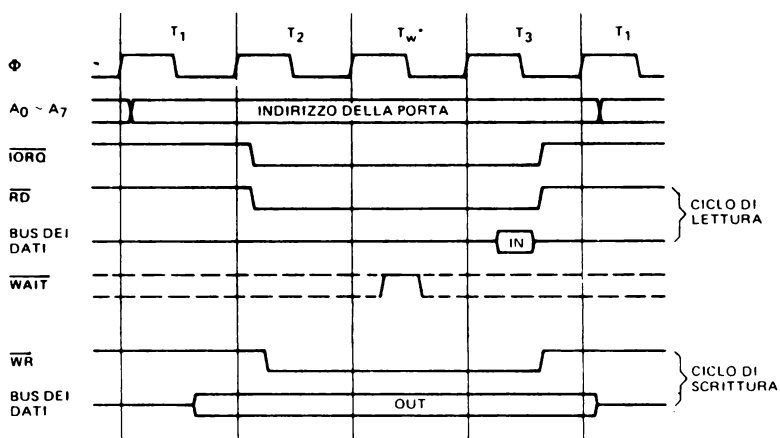 T1 T2 Tw* T3 T1
Φ
A0 ~ A7 INDIRIZZO DELLA PORTA
IORQ
RD
CICLO DI
LETTURA
BUS DEI
DATI
IN
WAIT
WR
CICLO DI
SCRITTURA
BUS DEI
DATI
OUT